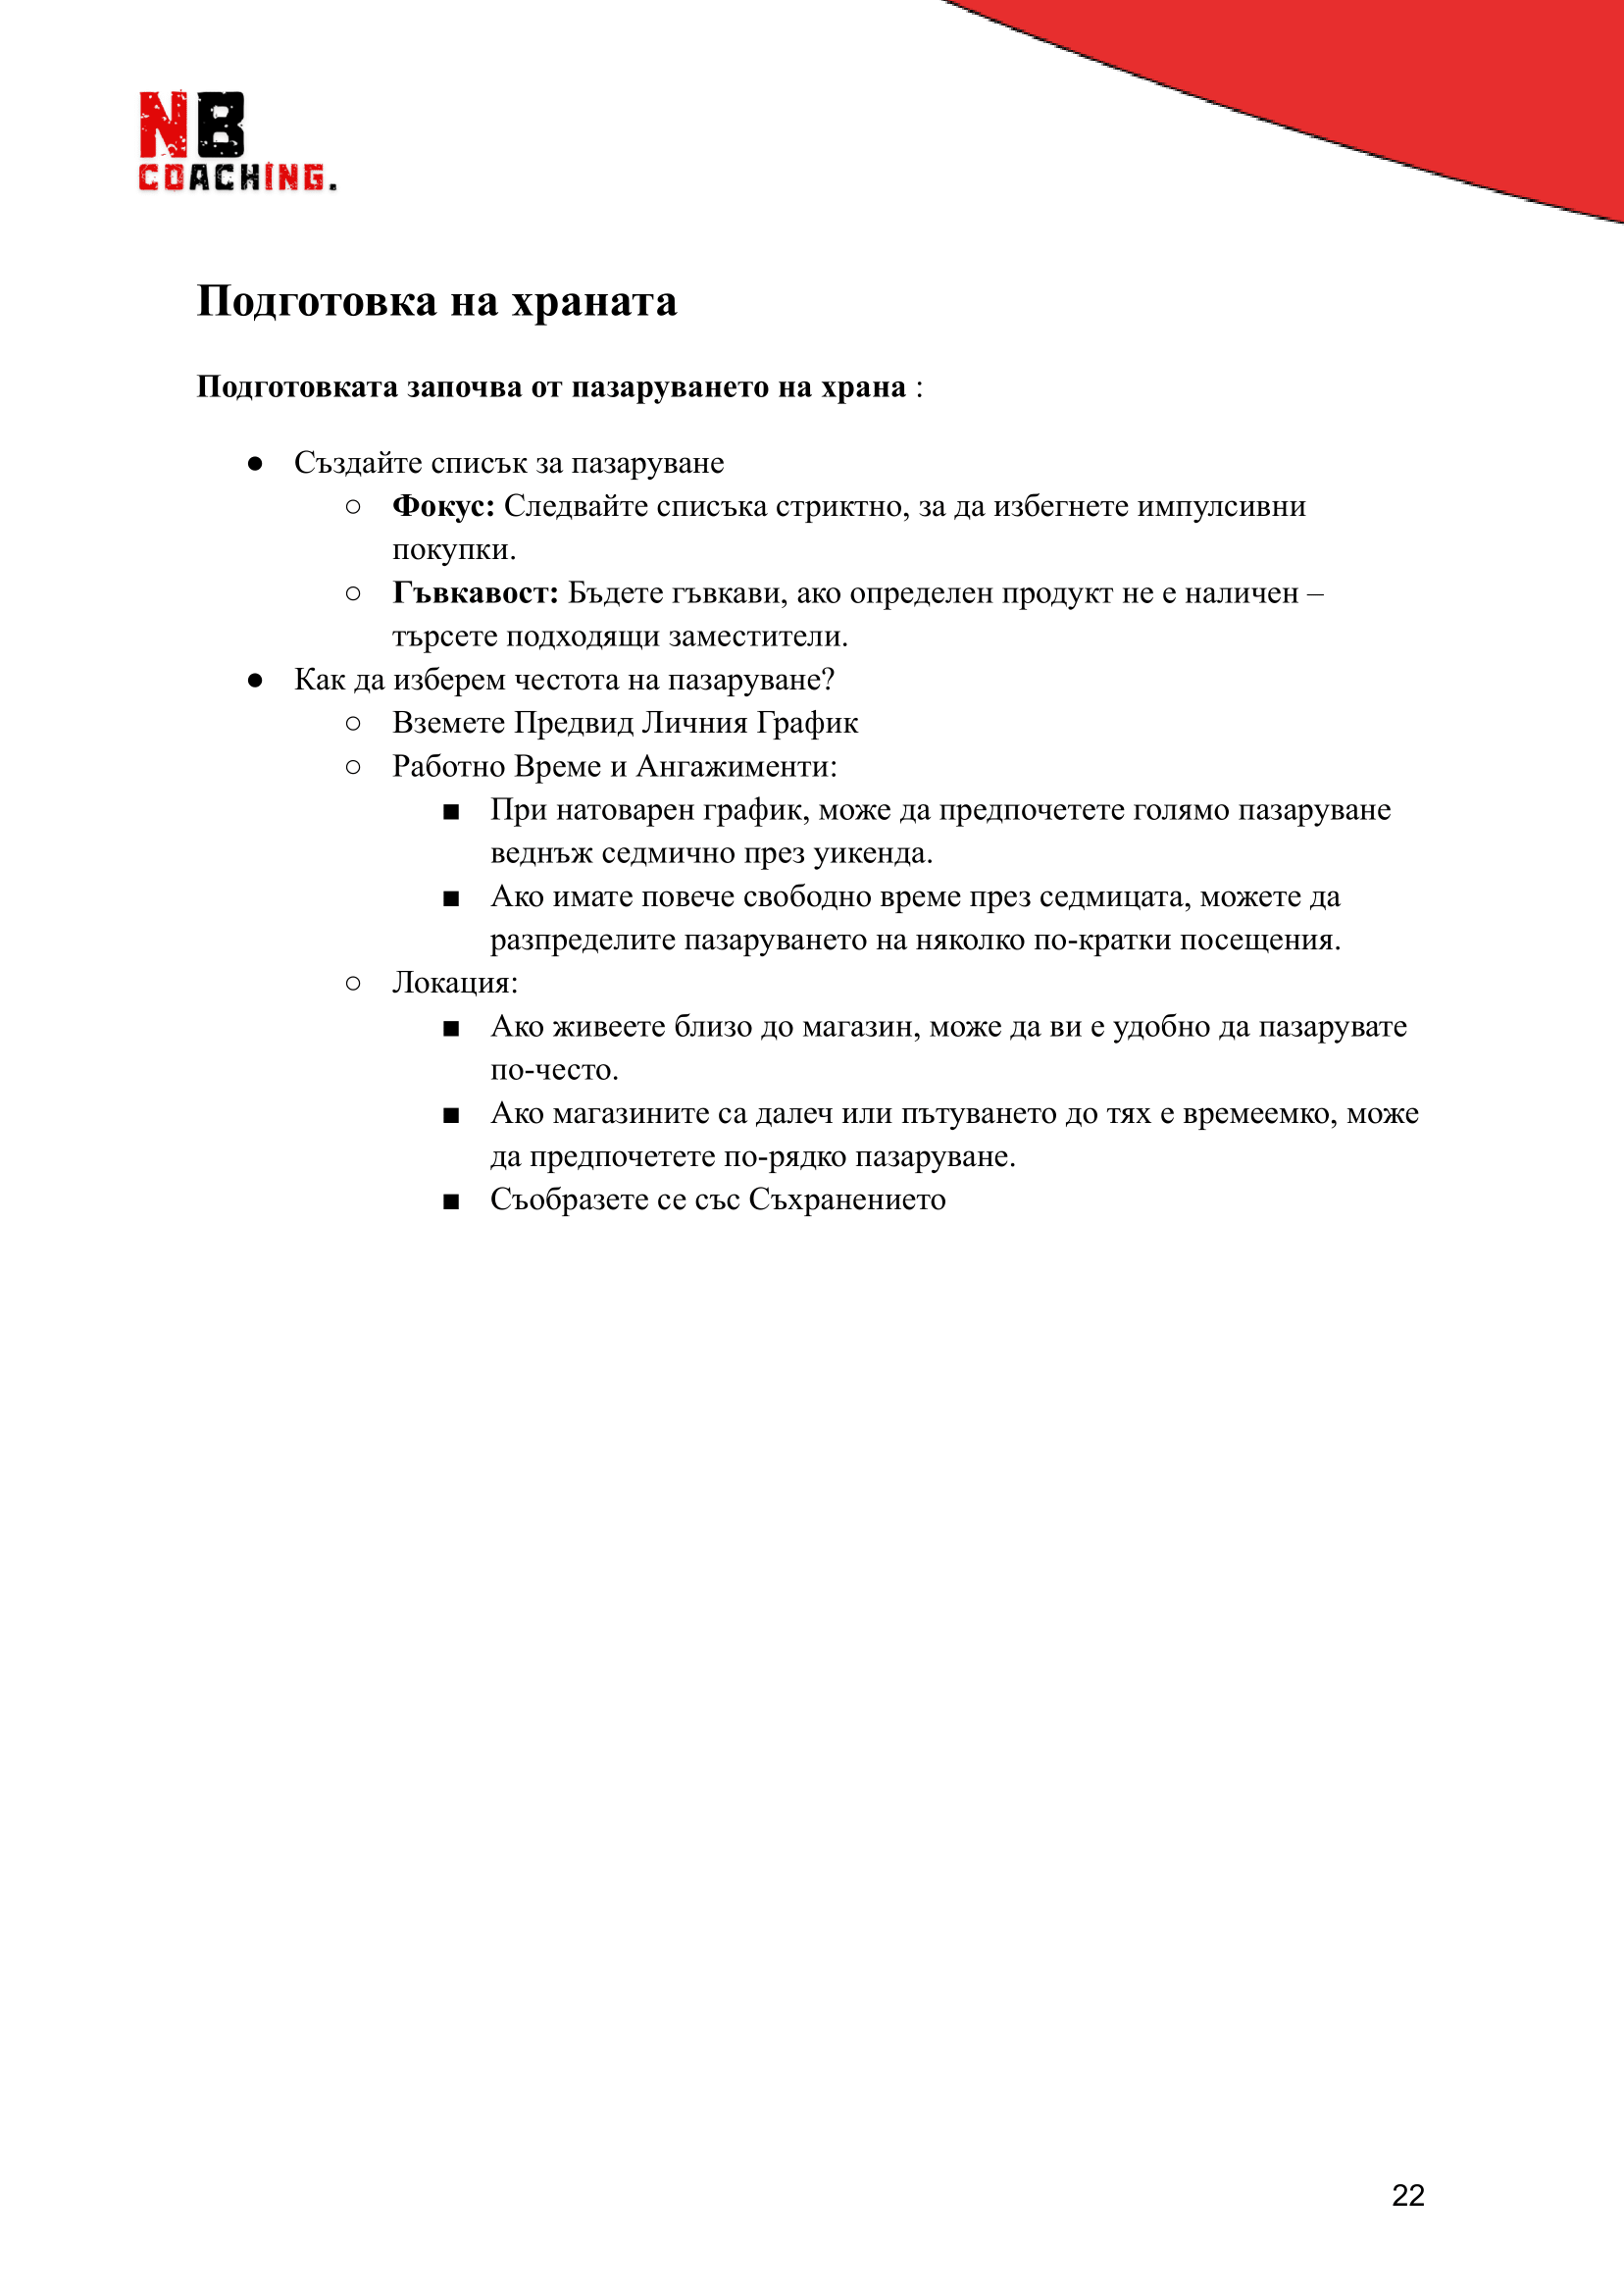 NB
COACHING.
Подготовка на храната
Подготовката започва от пазаруването на храна :
● Създайте списък за пазаруване
○ Фокус: Следвайте списъка стриктно, за да избегнете импулсивни
покупки.
○ Гъвкавост: Бъдете гъвкави, ако определен продукт не е наличен –
търсете подходящи заместители.
● Как да изберем честота на пазаруване?
○ Вземете Предвид Личния График
○ Работно Време и Ангажименти:
■ При натоварен график, може да предпочетете голямо пазаруване
веднъж седмично през уикенда.
■ Ако имате повече свободно време през седмицата, можете да
разпределите пазаруването на няколко по-кратки посещения.
○ Локация:
■ Ако живеете близо до магазин, може да ви е удобно да пазарувате
по-често.
■ Ако магазините са далеч или пътуването до тях е времеемко, може
да предпочетете по-рядко пазаруване.
■ Съобразете се със Съхранението
22